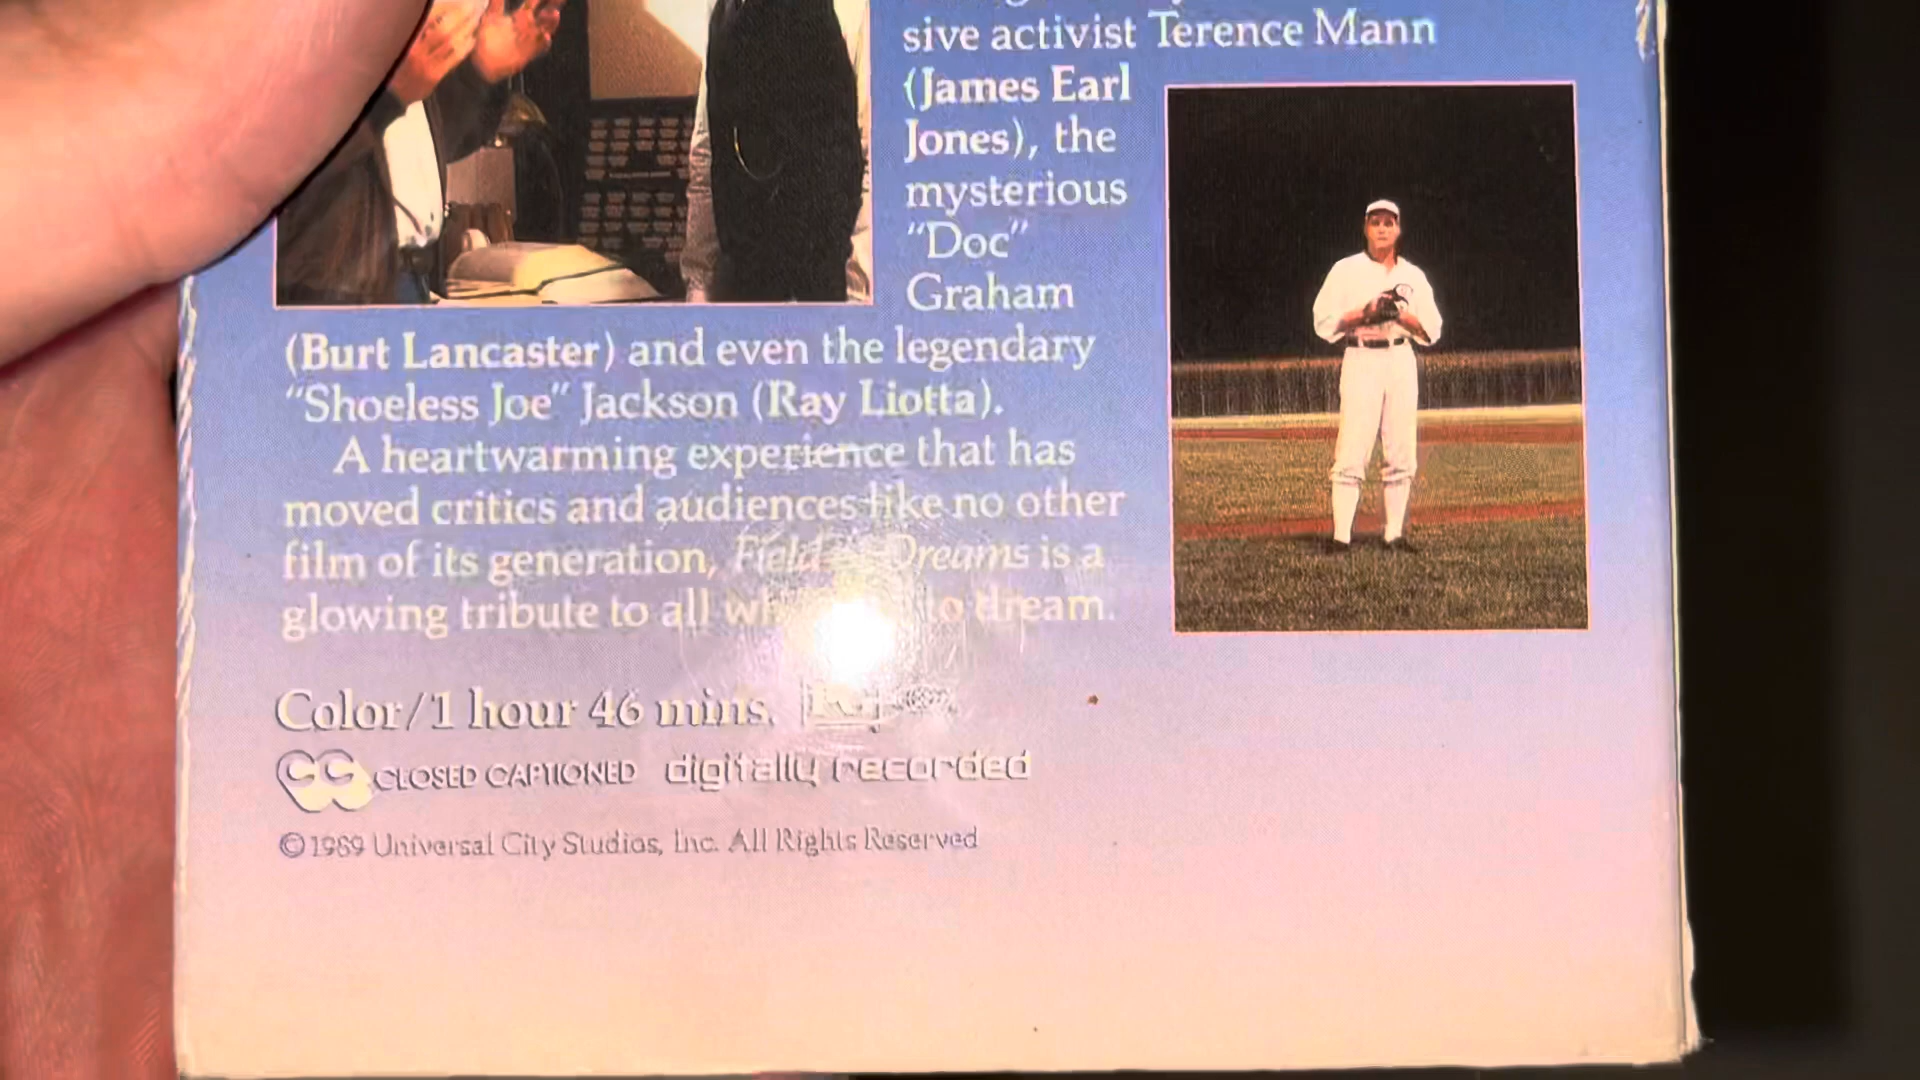 sive activist Terence Mann
(James Earl
Jones), the
mysterious
"Doc"
Graham
(Burt Lancaster) and even the legendary
"Shoeless Joe" Jackson (Ray Liotta).
A heartwarming experience that has
moved critics and audiences like no other
film of its generation, Field Dreams is a
glowing tribute to all to dream.
Color/1 hour 46 mins.
CC CLOSED CAPTIONED digitally recorded
©1989 Universal City Studios, Inc. All Rights Reserved